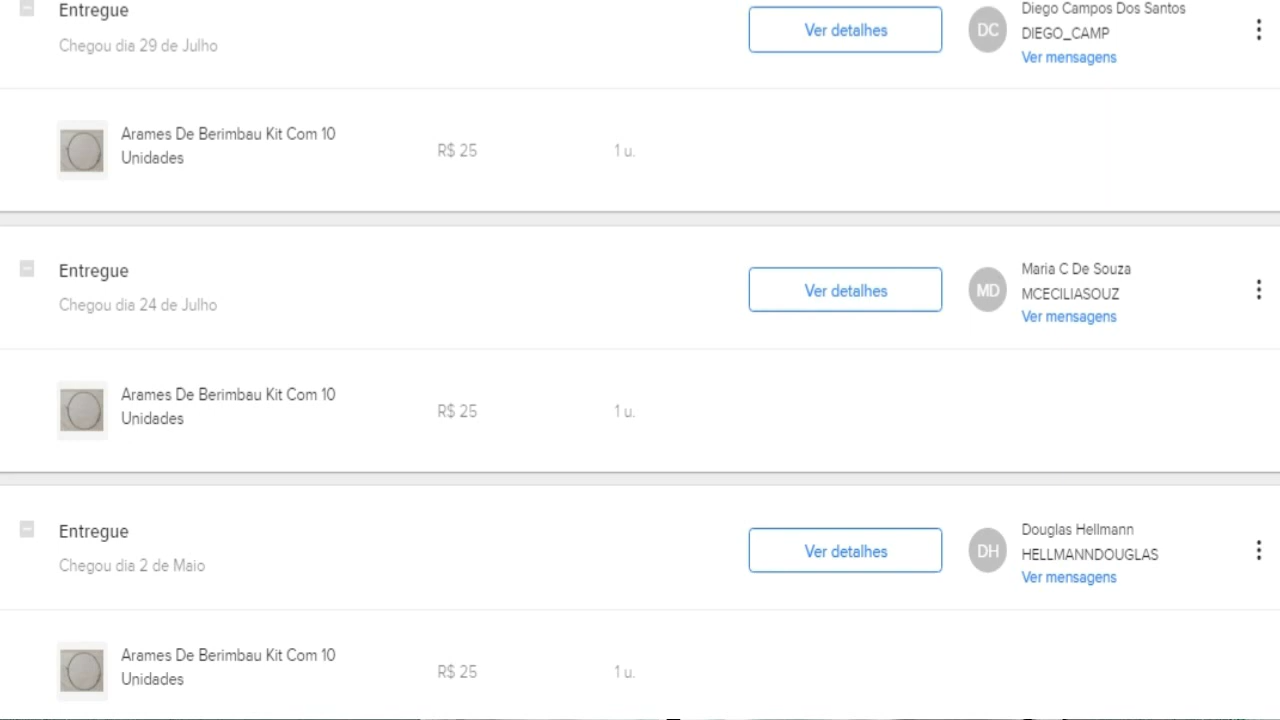 Entregue
Chegou dia 29 de Julho
Ver detalhes
DC
Diego Campos Dos Santos
DIEGO_CAMP
Ver mensagens
Arames De Berimbau Kit Com 10
Unidades
R$ 25
1 u.
Entregue
Chegou dia 24 de Julho
Ver detalhes
MD
Maria C De Souza
MCECILIASOUZ
Ver mensagens
Arames De Berimbau Kit Com 10
Unidades
R$ 25
1 u.
Entregue
Chegou dia 2 de Maio
Ver detalhes
DH
Douglas Hellmann
HELLMANNDOUGLAS
Ver mensagens
Arames De Berimbau Kit Com 10
Unidades
R$ 25
1 u.